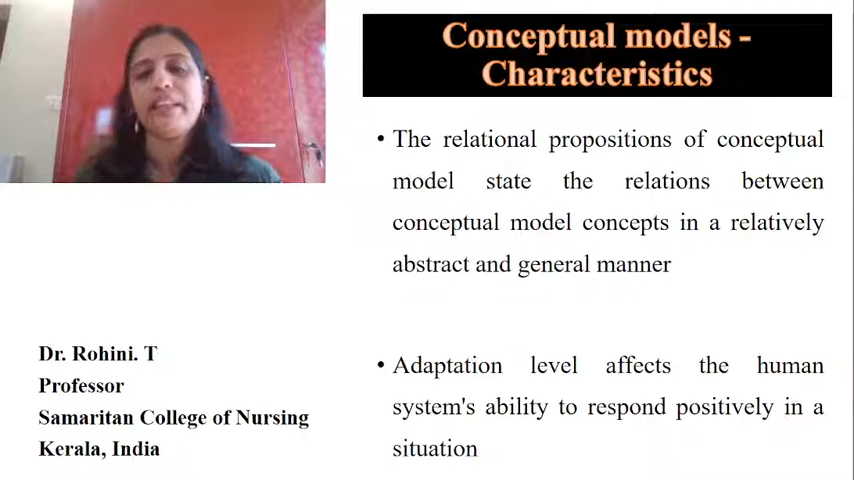 Conceptual models -
Characteristics
• The relational propositions of conceptual
model state the relations between
conceptual model concepts in a relatively
abstract and general manner
• Adaptation level affects the human
system's ability to respond positively in a
situation
Dr. Rohini. T
Professor
Samaritan College of Nursing
Kerala, India